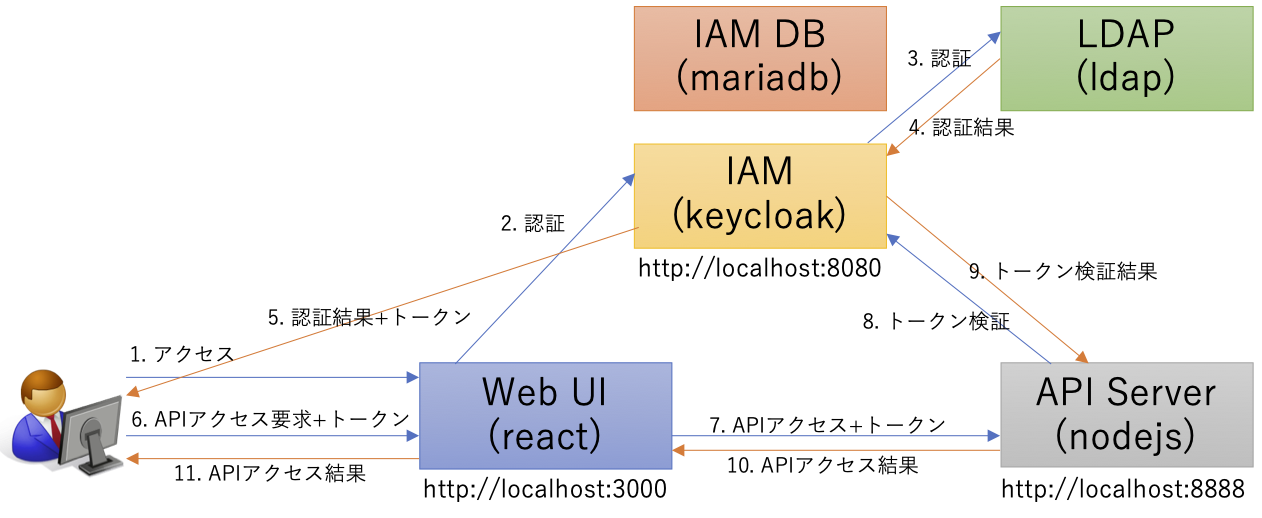 IAM DB
(mariadb)
LDAP
(ldap)
3. 認証
4. 認証結果
IAM
(keycloak)
http://localhost:8080
2. 認証
9. トークン検証結果
8. トークン検証
5. 認証結果+トークン
1. アクセス
Web UI
(react)
API Server
(nodejs)
6. APIアクセス要求+トークン
7. APIアクセス+トークン
11. APIアクセス結果
10. APIアクセス結果
http://localhost:3000
http://localhost:8888